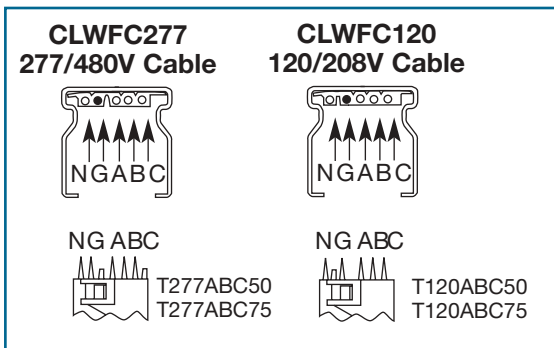 CLWFC277
277/480V Cable
NGABC
NG ABC
T277ABC50
T277ABC75
CLWFC120
120/208V Cable
NGABC
NG ABC
T120ABC50
T120ABC75